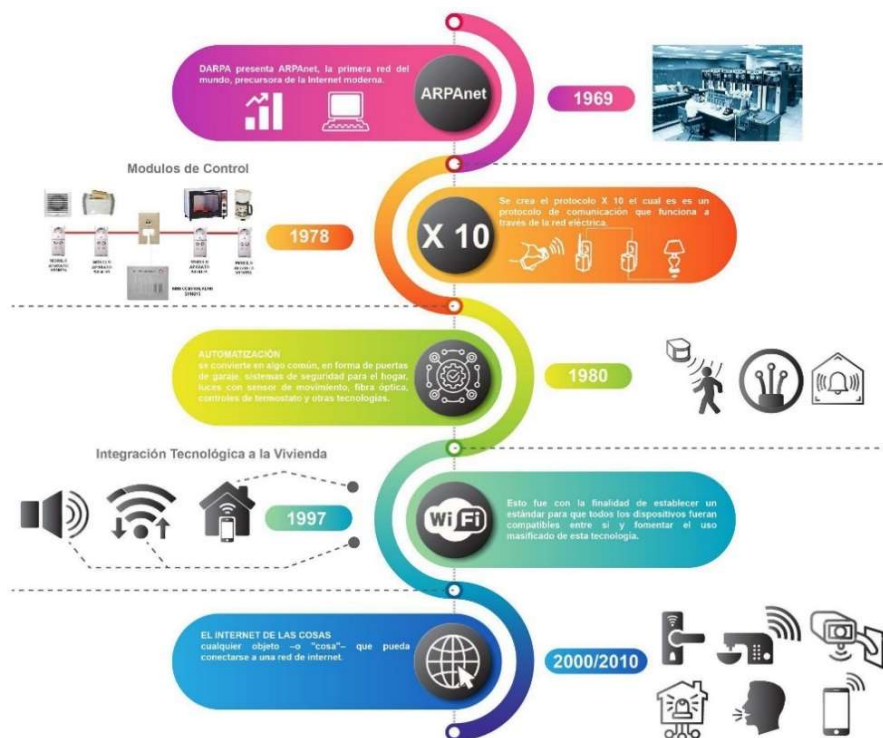 DARPA presenta ARPAnet, la primera red del
mundo, precursora de la Internet moderna.
ARPAnet
1969
Modulos de Control
1978
X 10
Se crea el protocolo X 10 el cual es es un
protocolo de comunicación que funciona a
través de la red eléctrica.
AUTOMATIZACIÓN
se convierte en algo común, en forma de puertas
de garaje, sistemas de seguridad para el hogar,
luces con sensor de movimiento, fibra óptica,
controles de termostato y otras tecnologías.
1980
Integración Tecnológica a la Vivienda
1997
Wi Fi
Esto fue con la finalidad de establecer un
estándar para que todos los dispositivos fueran
compatibles entre si y fomentar el uso
masificado de esta tecnología.
EL INTERNET DE LAS COSAS
cualquier objeto –o "cosa"– que pueda
conectarse a una red de internet.
2000/2010